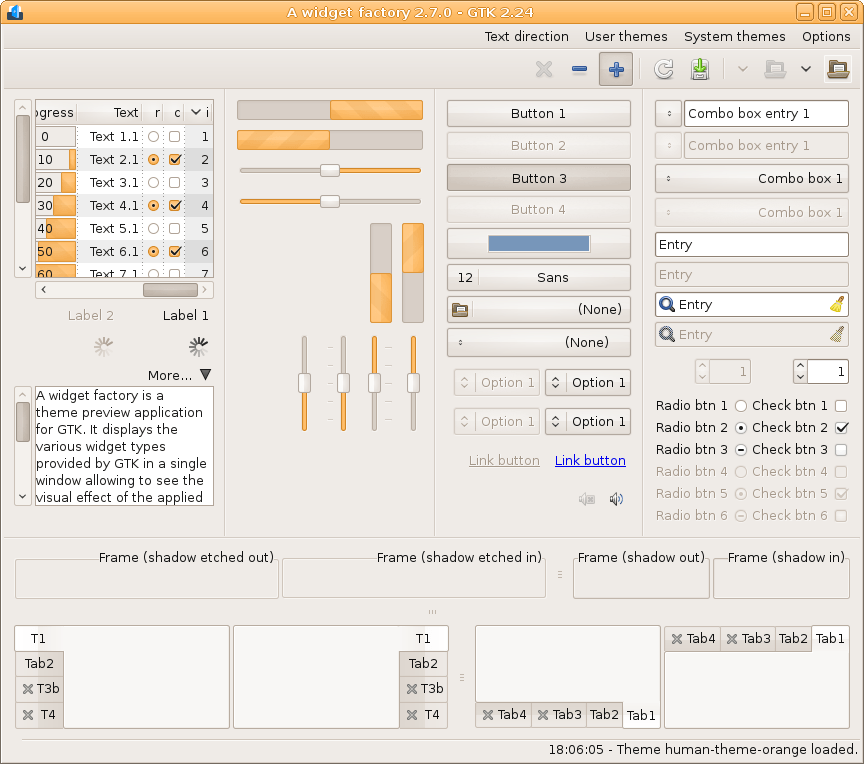 A widget factory 2.7.0 - GTK 2.24
Text direction User themes System themes Options
ogress Text r c i
0 Text 1.1 1
10 Text 2.1 2
20 Text 3.1 3
30 Text 4.1 4
40 Text 5.1 5
50 Text 6.1 6
60 Text 7.1 7
Label 2 Label 1
More...
A widget factory is a
theme preview application
for GTK. It displays the
various widget types
provided by GTK in a single
window allowing to see the
visual effect of the applied
Button 1
Button 2
Button 3
Button 4
12 Sans
(None)
(None)
Option 1 Option 1
Option 1 Option 1
Link button Link button
Combo box entry 1
Combo box entry 1
Combo box 1
Combo box 1
Entry
Entry
Entry
Entry
1 1
Radio btn 1 Check btn 1
Radio btn 2 Check btn 2
Radio btn 3 Check btn 3
Radio btn 4 Check btn 4
Radio btn 5 Check btn 5
Radio btn 6 Check btn 6
Frame (shadow etched out) Frame (shadow etched in) Frame (shadow out) Frame (shadow in)
T1
Tab2
T3b
T4
T1
Tab2
T3b
T4
Tab4 Tab3 Tab2 Tab1
Tab4 Tab3 Tab2 Tab1
18:06:05 - Theme human-theme-orange loaded.